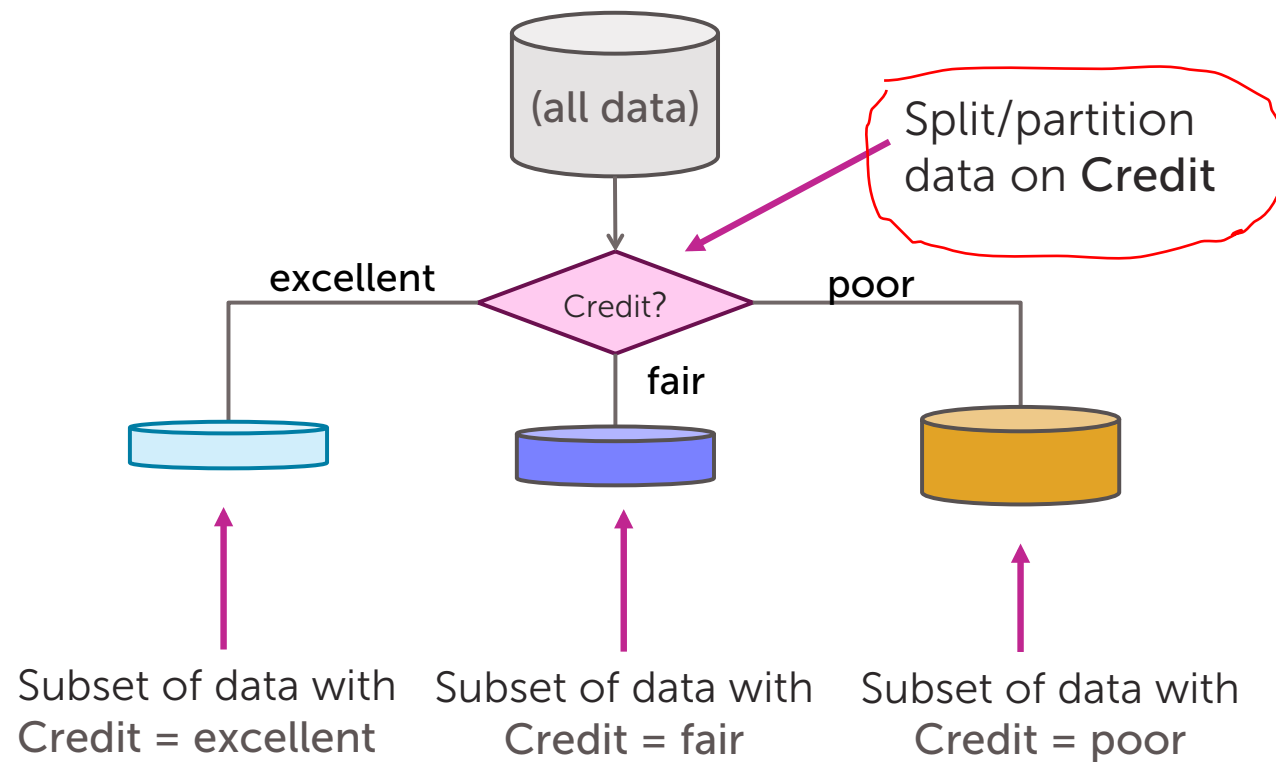 (all data)
Split/partition
data on Credit
excellent
Credit?
poor
fair
Subset of data with
Credit = excellent
Subset of data with
Credit = fair
Subset of data with
Credit = poor